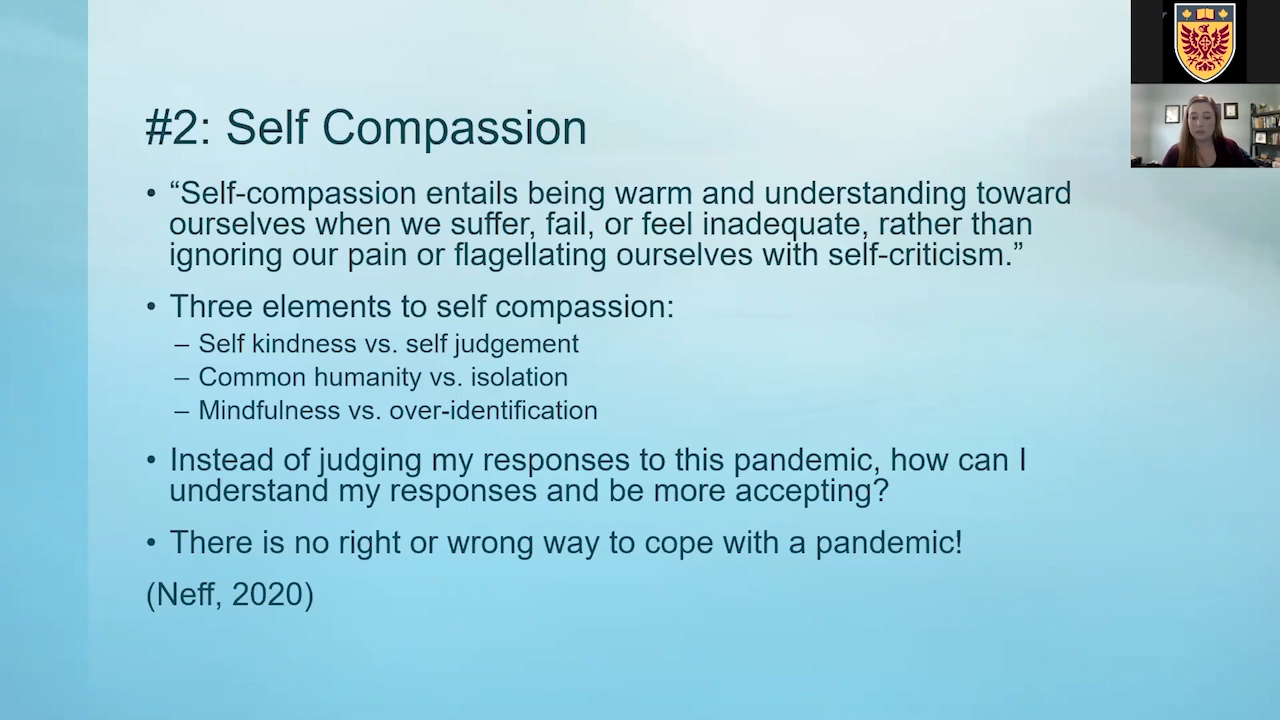 #2: Self Compassion
• “Self-compassion entails being warm and understanding toward
ourselves when we suffer, fail, or feel inadequate, rather than
ignoring our pain or flagellating ourselves with self-criticism.”
• Three elements to self compassion:
– Self kindness vs. self judgement
– Common humanity vs. isolation
– Mindfulness vs. over-identification
• Instead of judging my responses to this pandemic, how can I
understand my responses and be more accepting?
• There is no right or wrong way to cope with a pandemic!
(Neff, 2020)